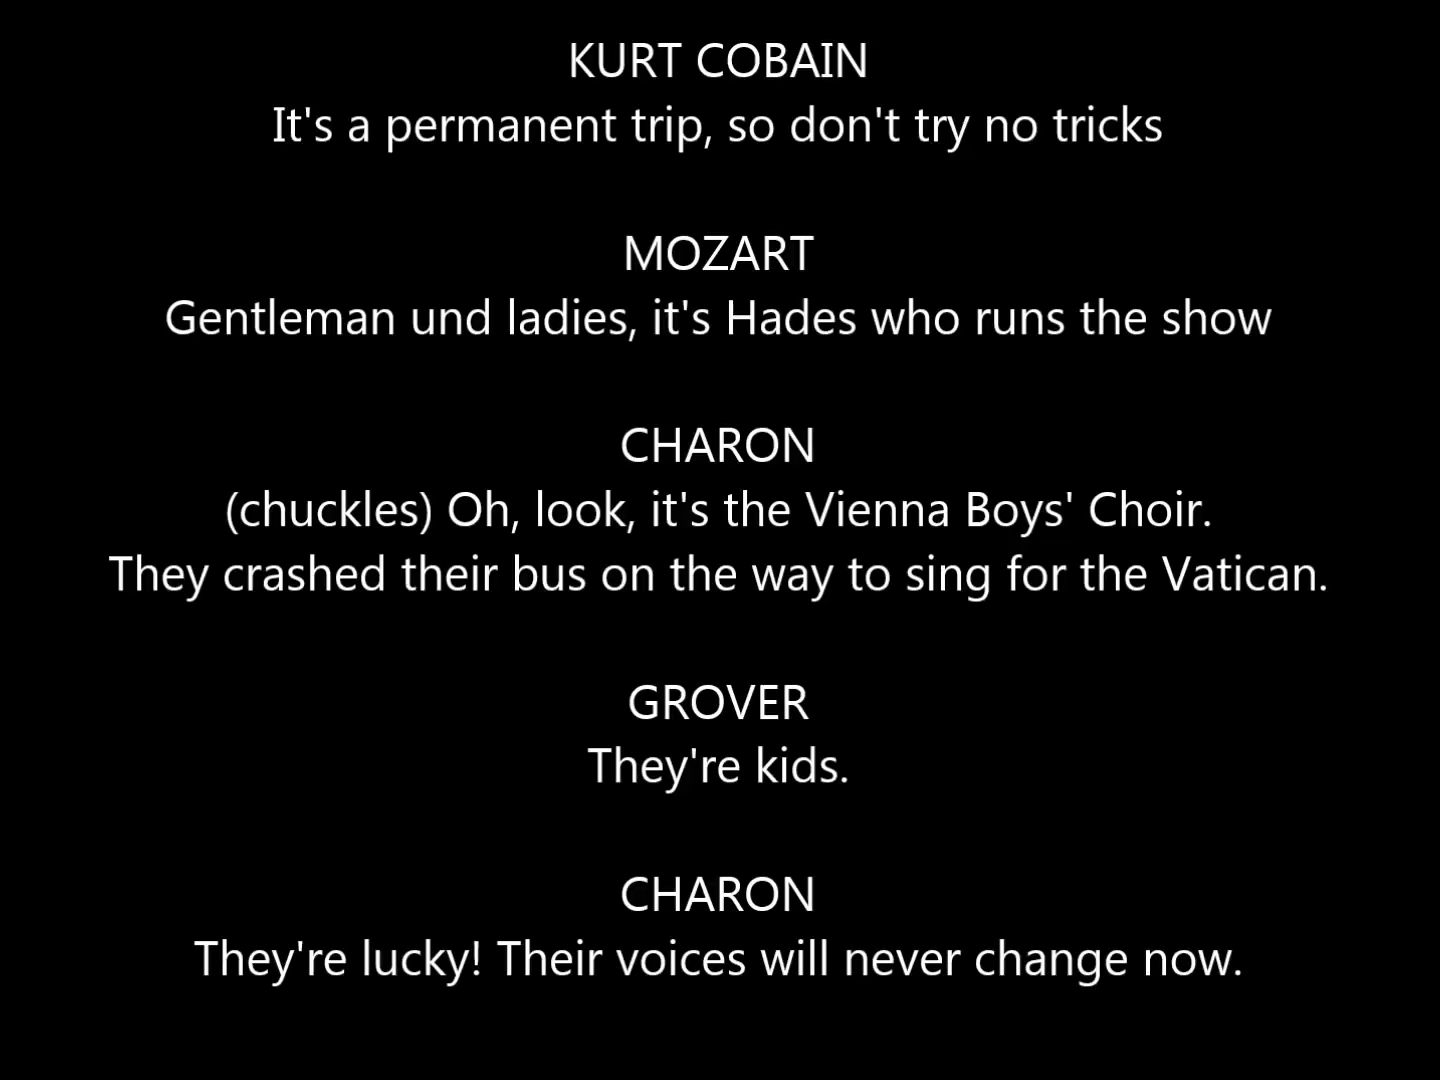 KURT COBAIN
It's a permanent trip, so don't try no tricks
MOZART
Gentleman und ladies, it's Hades who runs the show
CHARON
(chuckles) Oh, look, it's the Vienna Boys' Choir.
They crashed their bus on the way to sing for the Vatican.
GROVER
They're kids.
CHARON
They're lucky! Their voices will never change now.